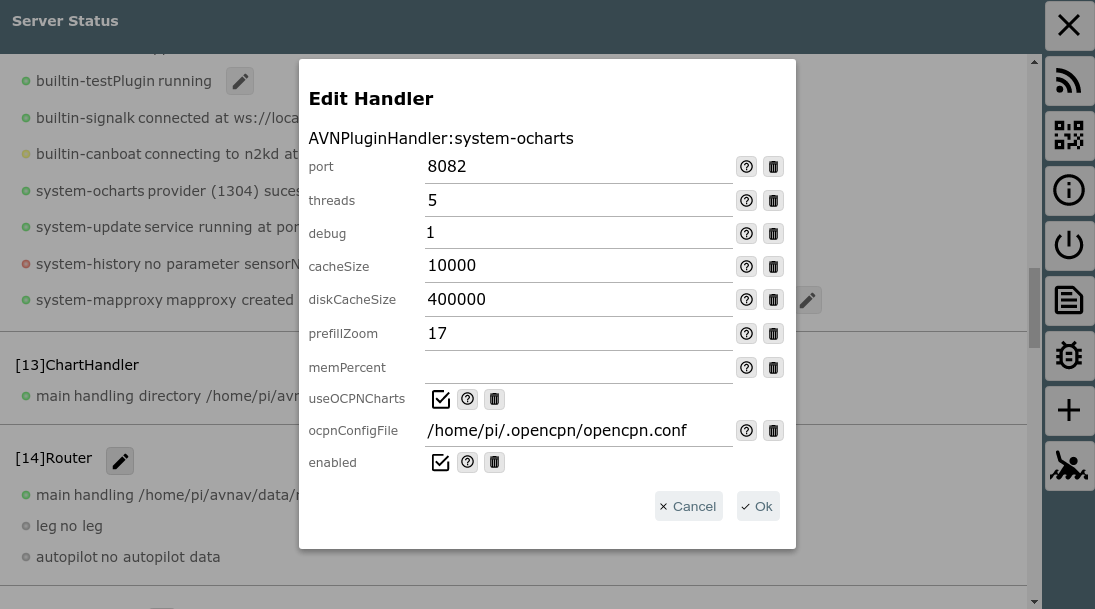 Server Status
builtin-testPlugin running
builtin-signalk connected at ws://loca
builtin-canboat connecting to n2kd at
system-ocharts provider (1304) suces
system-update service running at por
system-history no parameter sensorN
system-mapproxy mapproxy created
[13]ChartHandler
main handling directory /home/pi/avn
[14]Router
main handling /home/pi/avnav/data/r
leg no leg
autopilot no autopilot data
Edit Handler
AVNPluginHandler:system-ocharts
port 8082
threads 5
debug 1
cacheSize 10000
diskCacheSize 400000
prefillZoom 17
memPercent
useOCPNCharts
ocpnConfigFile /home/pi/.opencpn/opencpn.conf
enabled
Cancel Ok